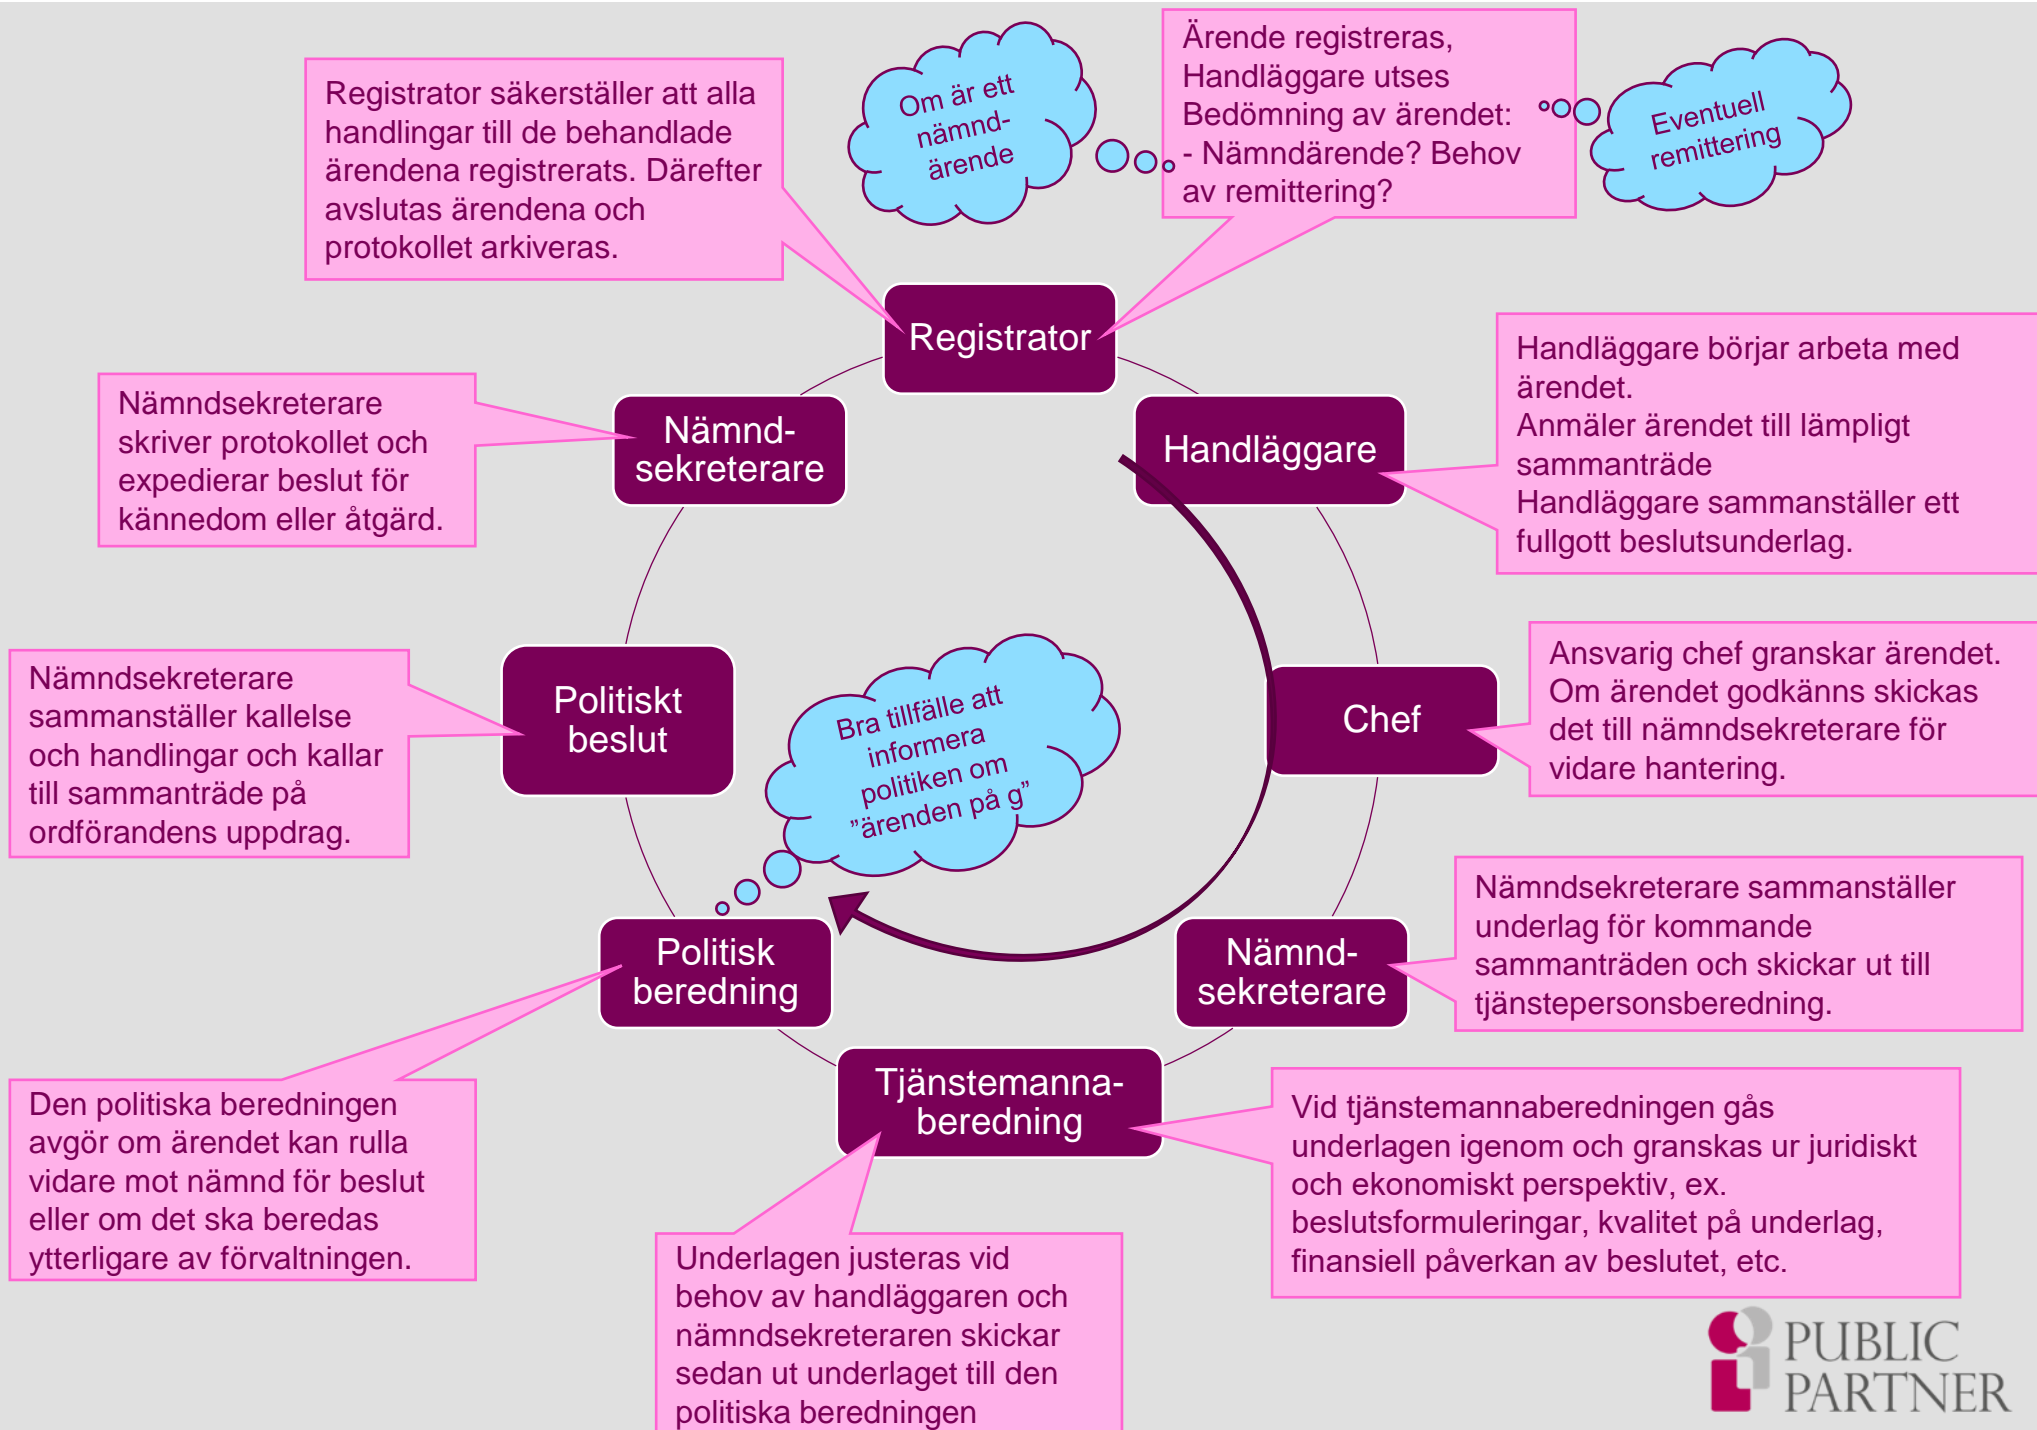 Registrator säkerställer att alla
handlingar till de behandlade
ärendena registrerats. Därefter
avslutas ärendena och
protokollet arkiveras.
Om är ett
nämnd-
ärende
Ärende registreras,
Handläggare utses
Bedömning av ärendet:
- Nämndärende? Behov
av remittering?
Eventuell
remittering
Registrator
Handläggare
Handläggare börjar arbeta med
ärendet.
Anmäler ärendet till lämpligt
sammanträde
Handläggare sammanställer ett
fullgott beslutsunderlag.
Nämndsekreterare
skriver protokollet och
expedierar beslut för
kännedom eller åtgärd.
Nämnd-
sekreterare
Chef
Ansvarig chef granskar ärendet.
Om ärendet godkänns skickas
det till nämndsekreterare för
vidare hantering.
Nämndsekreterare
sammanställer kallelse
och handlingar och kallar
till sammanträde på
ordförandens uppdrag.
Politiskt
beslut
Bra tillfälle att
informera
politiken om
”ärenden på g”
Nämnd-
sekreterare
Nämndsekreterare sammanställer
underlag för kommande
sammanträden och skickar ut till
tjänstepersonsberedning.
Politisk
beredning
Den politiska beredningen
avgör om ärendet kan rulla
vidare mot nämnd för beslut
eller om det ska beredas
ytterligare av förvaltningen.
Tjänstemanna-
beredning
Vid tjänstemannaberedningen gås
underlagen igenom och granskas ur juridiskt
och ekonomiskt perspektiv, ex.
beslutsformuleringar, kvalitet på underlag,
finansiell påverkan av beslutet, etc.
Underlagen justeras vid
behov av handläggaren och
nämndsekreteraren skickar
sedan ut underlaget till den
politiska beredningen
PUBLIC
PARTNER